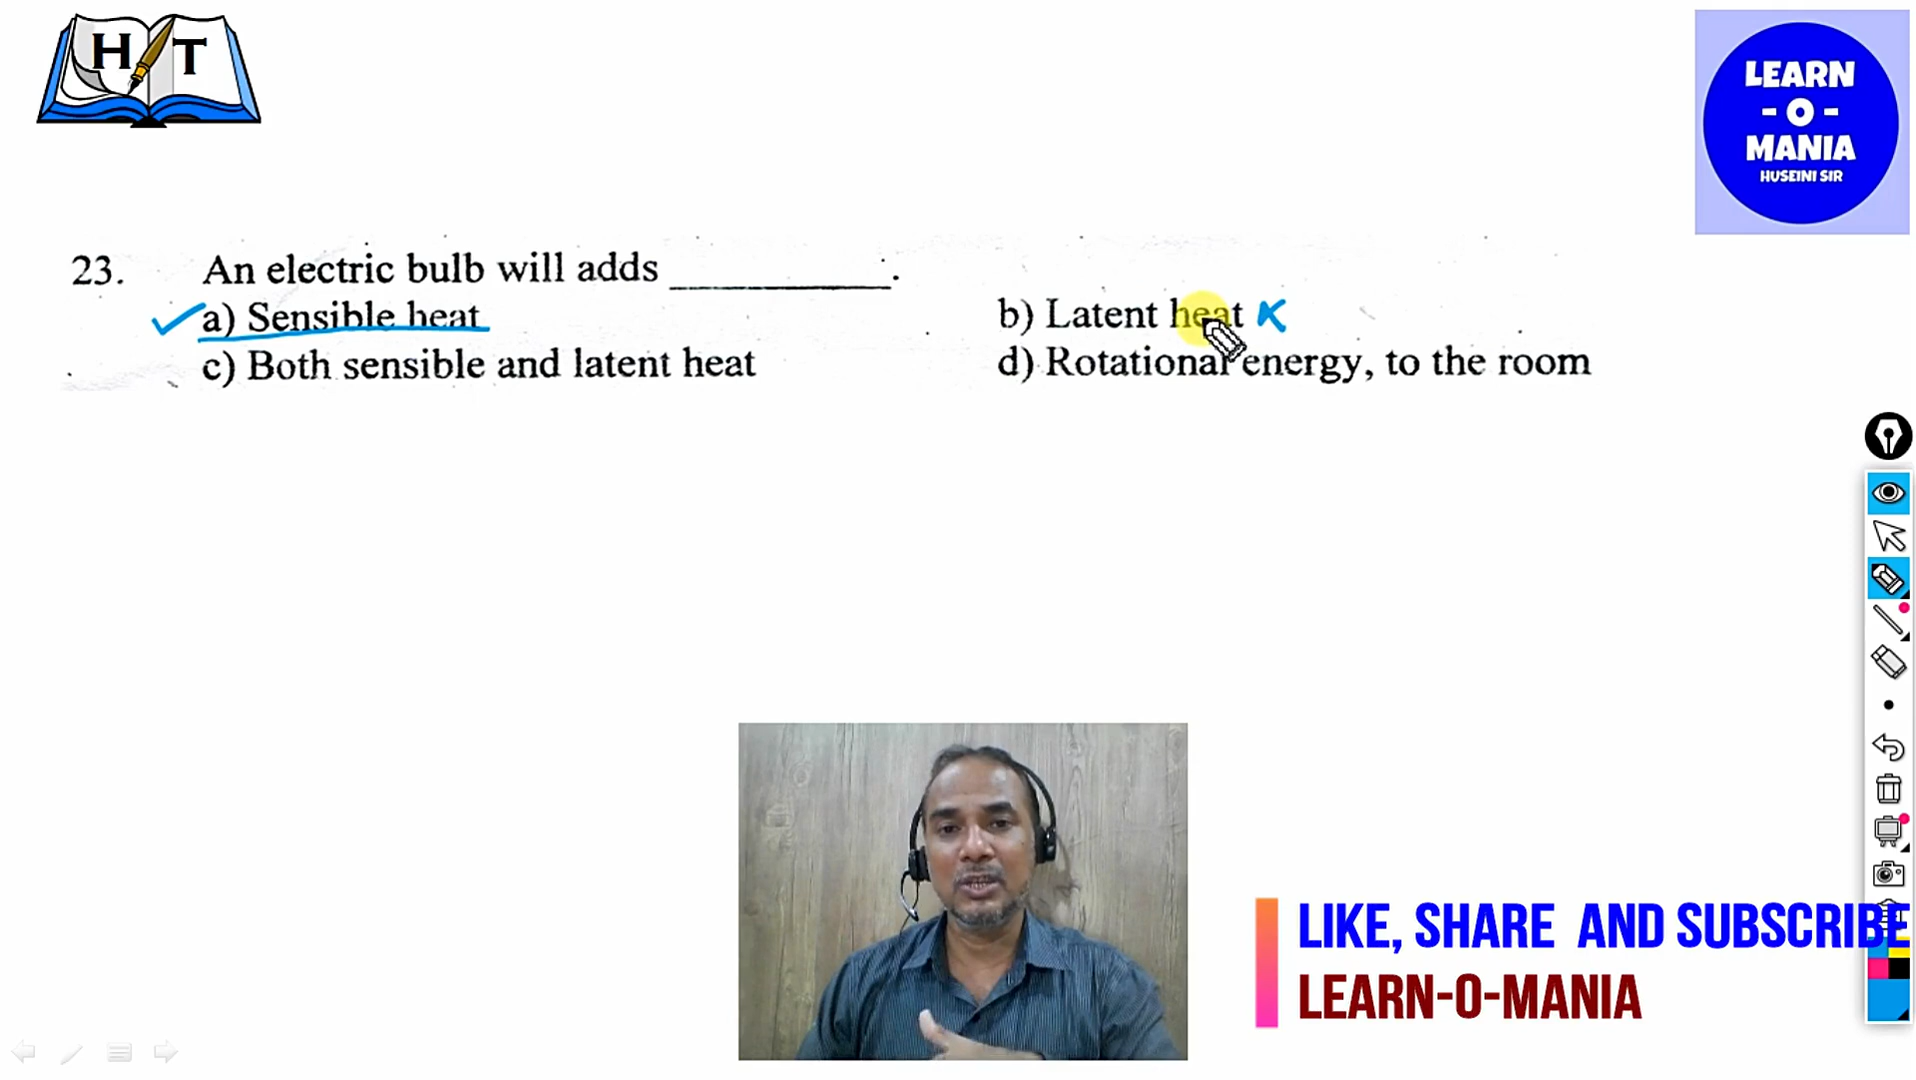 H T
LEARN
- O -
MANIA
HUSEINI SIR
23. An electric bulb will adds __________.
a) Sensible heat b) Latent heat
c) Both sensible and latent heat d) Rotational energy, to the room
LIKE, SHARE AND SUBSCRIBE
LEARN-O-MANIA